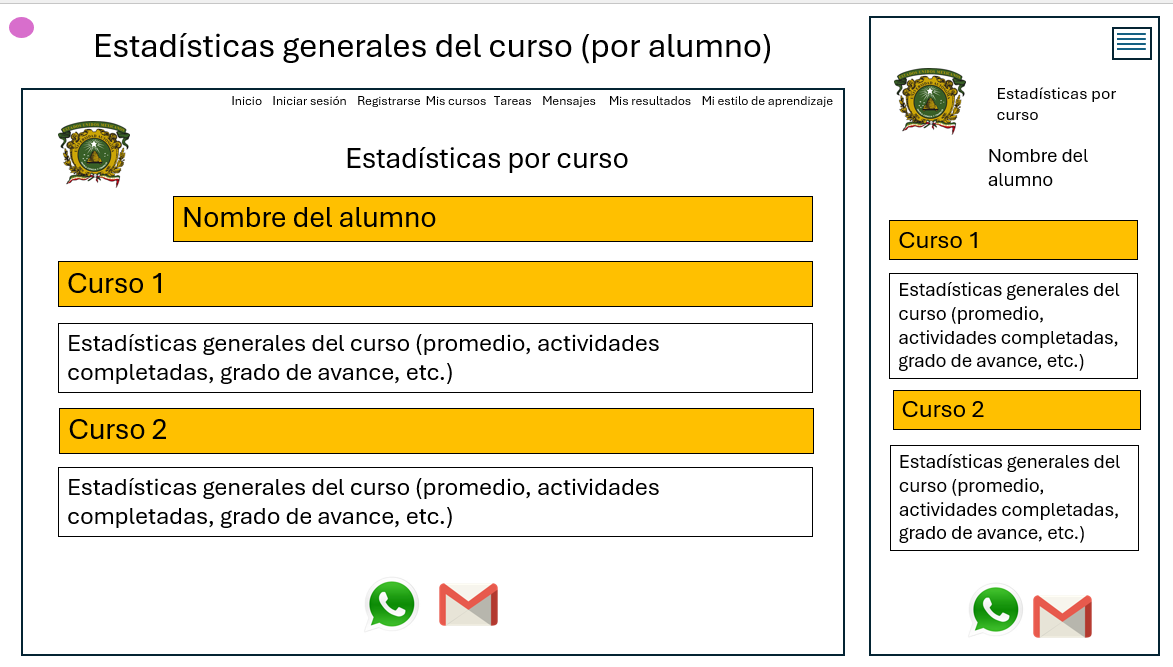 Estadísticas generales del curso (por alumno)
Inicio Iniciar sesión Registrarse Mis cursos Tareas Mensajes Mis resultados Mi estilo de aprendizaje
Estadísticas por curso
Nombre del alumno
Curso 1
Estadísticas generales del curso (promedio, actividades
completadas, grado de avance, etc.)
Curso 2
Estadísticas generales del curso (promedio, actividades
completadas, grado de avance, etc.)
Estadísticas por
curso
Nombre del
alumno
Curso 1
Estadísticas generales del
curso (promedio,
actividades completadas,
grado de avance, etc.)
Curso 2
Estadísticas generales del
curso (promedio,
actividades completadas,
grado de avance, etc.)